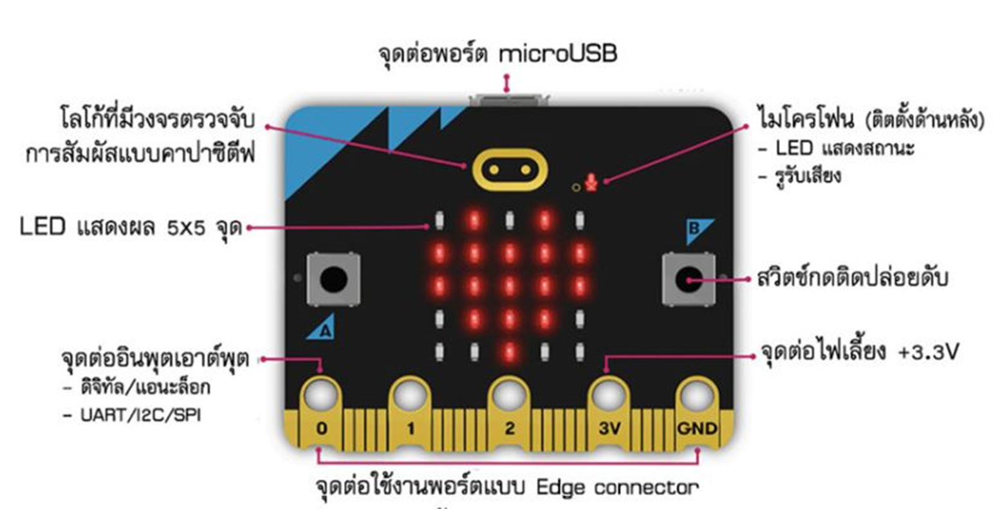 จุดต่อพอร์ต microUSB
โลโก้ที่มีวงจรตรวจจับ
การสัมผัสแบบคาปาซิตีฟ
ไมโครโฟน (ติตตั้งด้านหลัง)
- LED แสดงสถานะ
- รูรับเสียง
LED แสดงผล 5x5 จุด
B
สวิตช์กดติดปล่อยดับ
A
จุดต่ออินพุตเอาต์พุต
- ดิจิทัล/แอนะล็อก
- UART/I2C/SPI
จุดต่อไฟเลี้ยง +3.3V
0 1 2 3V GND
จุดต่อใช้งานพอร์ตแบบ Edge connector